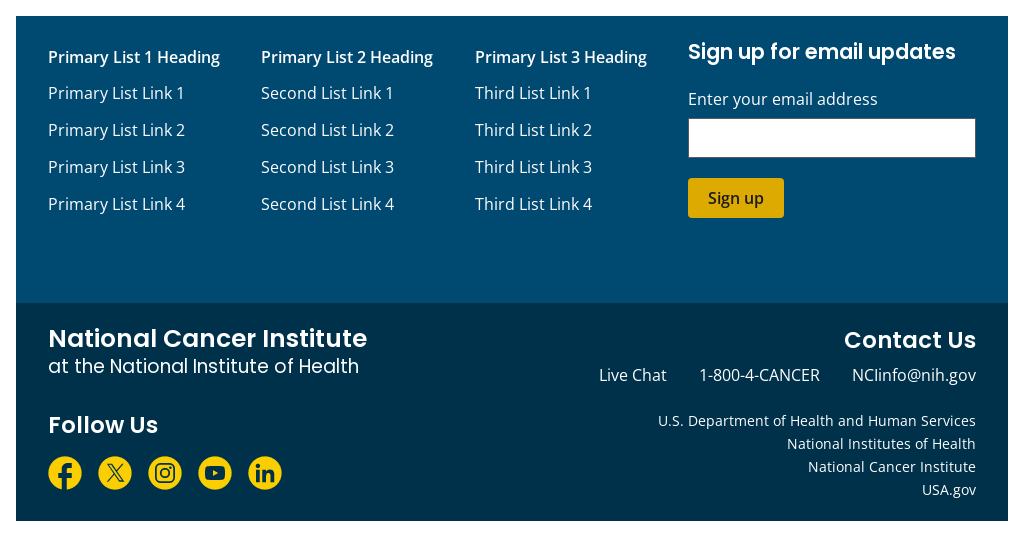 Primary List 1 Heading
Primary List Link 1
Primary List Link 2
Primary List Link 3
Primary List Link 4
Primary List 2 Heading
Second List Link 1
Second List Link 2
Second List Link 3
Second List Link 4
Primary List 3 Heading
Third List Link 1
Third List Link 2
Third List Link 3
Third List Link 4
Sign up for email updates
Enter your email address
Sign up
National Cancer Institute
at the National Institute of Health
Follow Us
Contact Us
Live Chat 1-800-4-CANCER NCIinfo@nih.gov
U.S. Department of Health and Human Services
National Institutes of Health
National Cancer Institute
USA.gov